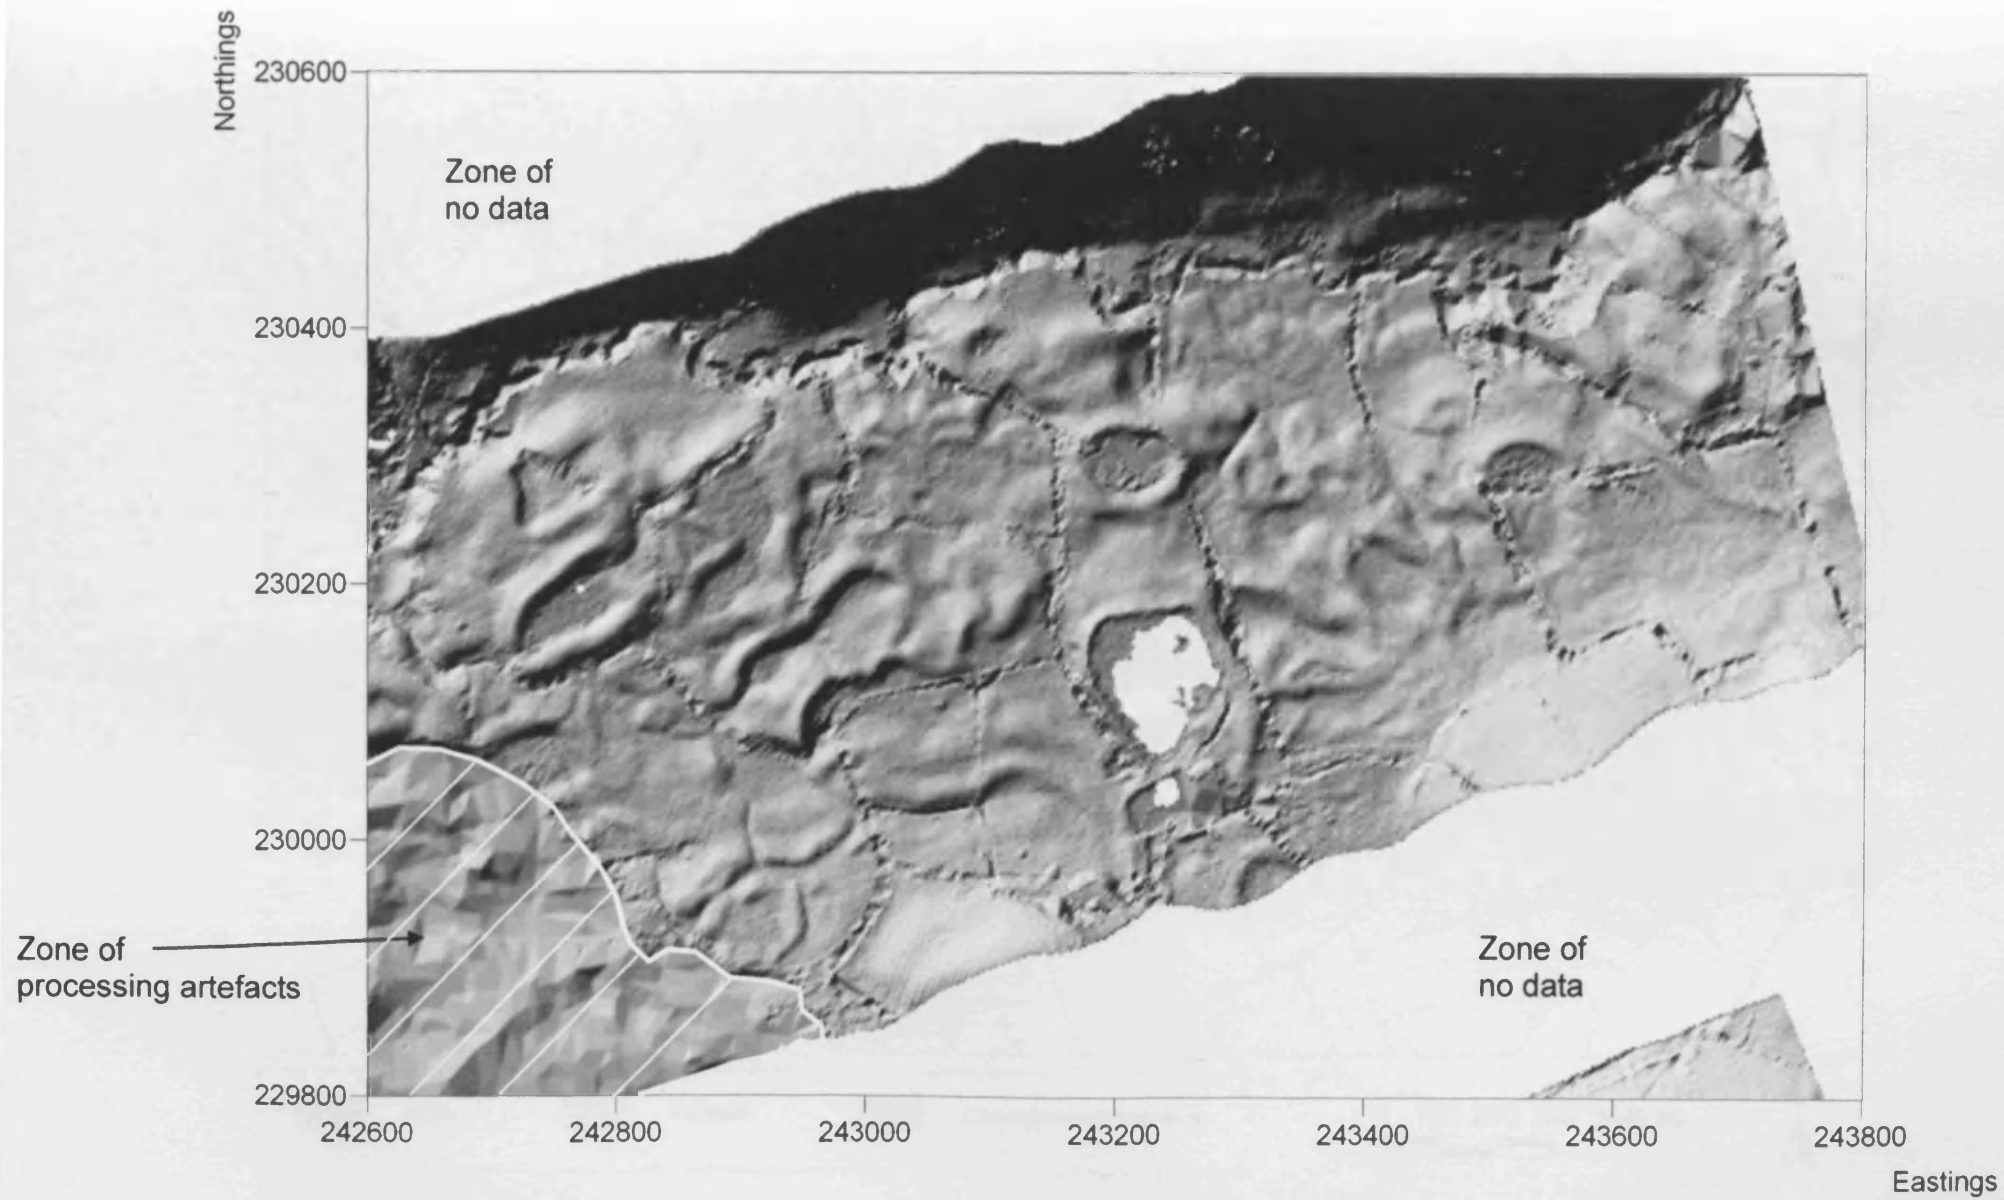 Northings
230600
Zone of
no data
230400
230200
230000
Zone of
processing artefacts
Zone of
no data
229800
242600 242800 243000 243200 243400 243600 243800
Eastings